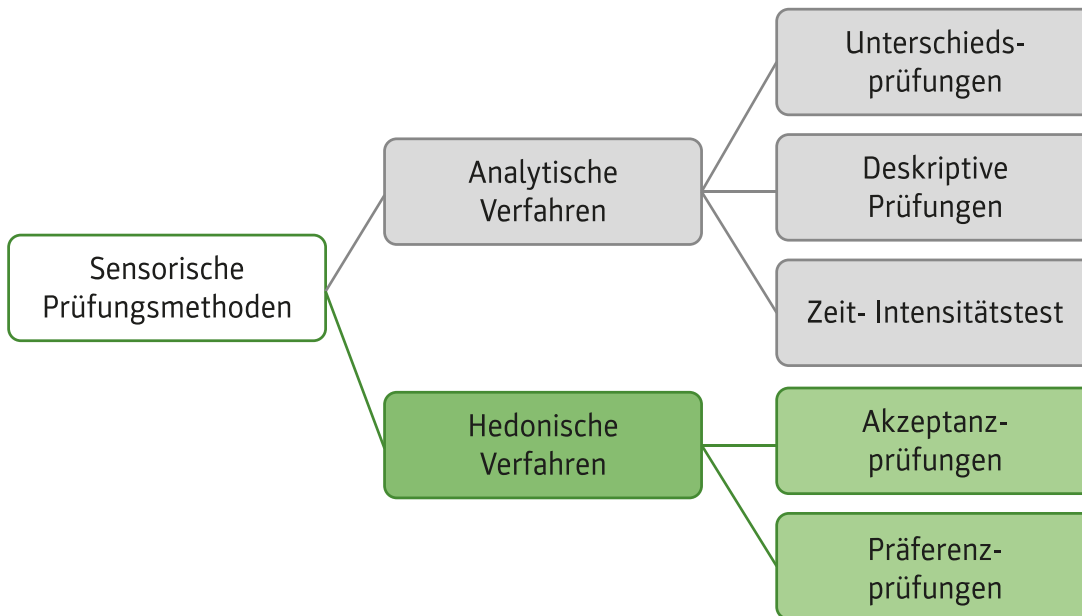 Sensorische
Prüfungsmethoden
Analytische
Verfahren
Unterschieds-
prüfungen
Deskriptive
Prüfungen
Zeit- Intensitätstest
Hedonische
Verfahren
Akzeptanz-
prüfungen
Präferenz-
prüfungen